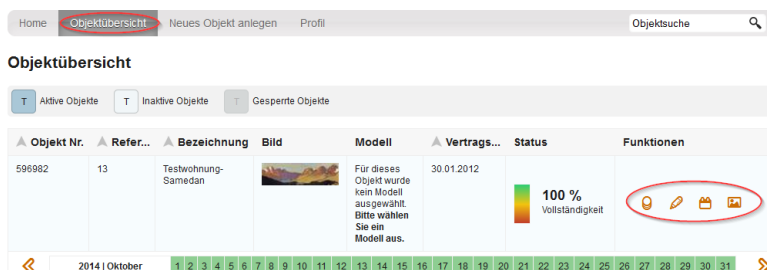 Home Objektübersicht Neues Objekt anlegen Profil Objektsuche
Objektübersicht
T Aktive Objekte T Inaktive Objekte T Gesperrte Objekte
Objekt Nr. Refer... Bezeichnung Bild Modell Vertrags... Status Funktionen
596982 13 Testwohnung- Für dieses 30.01.2012
Samedan Objekt wurde
kein Modell
ausgewählt. 100 %
Bitte wählen Vollständigkeit
Sie ein
Modell aus.
2014 | Oktober 1 2 3 4 5 6 7 8 9 10 11 12 13 14 15 16 17 18 19 20 21 22 23 24 25 26 27 28 29 30 31